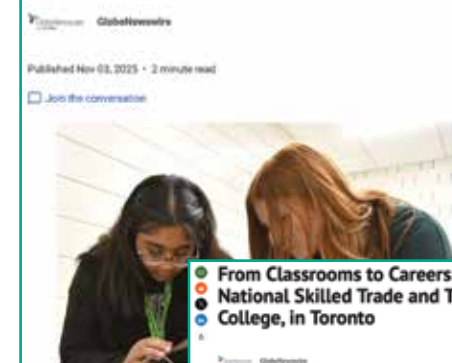 GlobeNewswire
Published Nov 03, 2025 • 2 minute read
Join the conversation
From Classrooms to Careers
National Skilled Trade and T
College, in Toronto
GlobeNewswire